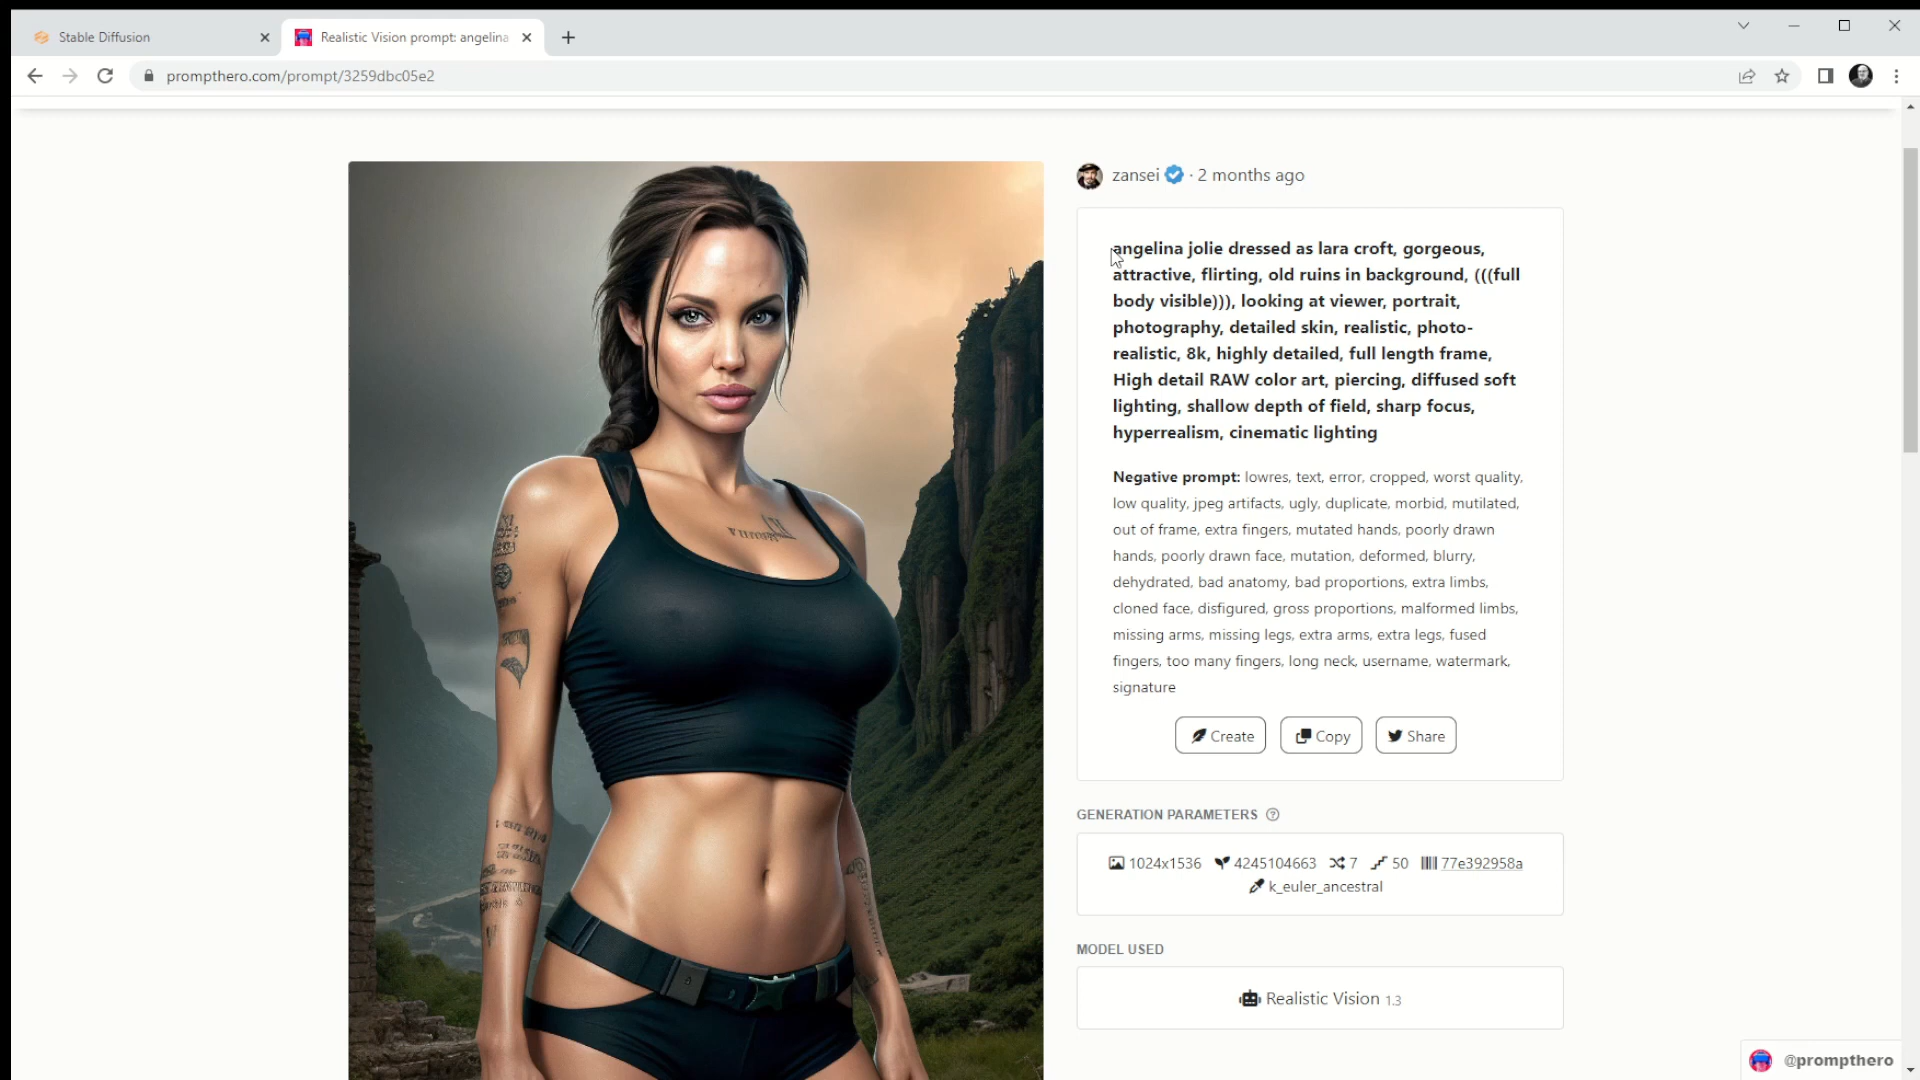 Stable Diffusion
Realistic Vision prompt: angelina
prompthero.com/prompt/3259dbc05e2
zansei · 2 months ago
angelina jolie dressed as lara croft, gorgeous,
attractive, flirting, old ruins in background, (((full
body visible))), looking at viewer, portrait,
photography, detailed skin, realistic, photo-
realistic, 8k, highly detailed, full length frame,
High detail RAW color art, piercing, diffused soft
lighting, shallow depth of field, sharp focus,
hyperrealism, cinematic lighting
Negative prompt: lowres, text, error, cropped, worst quality,
low quality, jpeg artifacts, ugly, duplicate, morbid, mutilated,
out of frame, extra fingers, mutated hands, poorly drawn
hands, poorly drawn face, mutation, deformed, blurry,
dehydrated, bad anatomy, bad proportions, extra limbs,
cloned face, disfigured, gross proportions, malformed limbs,
missing arms, missing legs, extra arms, extra legs, fused
fingers, too many fingers, long neck, username, watermark,
signature
Create Copy Share
GENERATION PARAMETERS
1024x1536 4245104663 7 50 77e392958a
k_euler_ancestral
MODEL USED
Realistic Vision 1.3
@prompthero